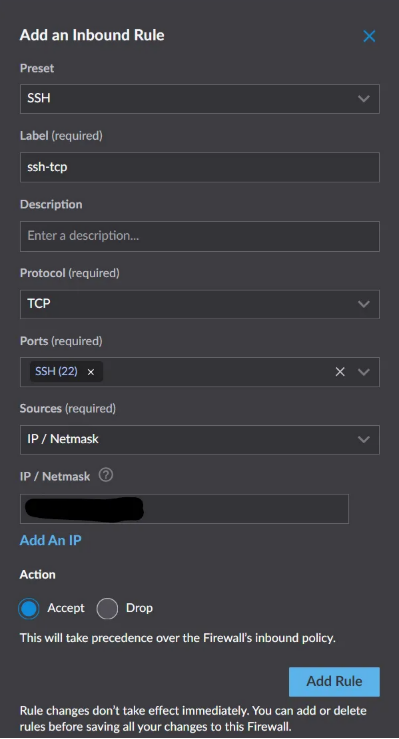 Add an Inbound Rule
Preset
SSH
Label (required)
ssh-tcp
Description
Enter a description...
Protocol (required)
TCP
Ports (required)
SSH (22)
Sources (required)
IP / Netmask
IP / Netmask
Add An IP
Action
Accept Drop
This will take precedence over the Firewall's inbound policy.
Add Rule
Rule changes don't take effect immediately. You can add or delete
rules before saving all your changes to this Firewall.